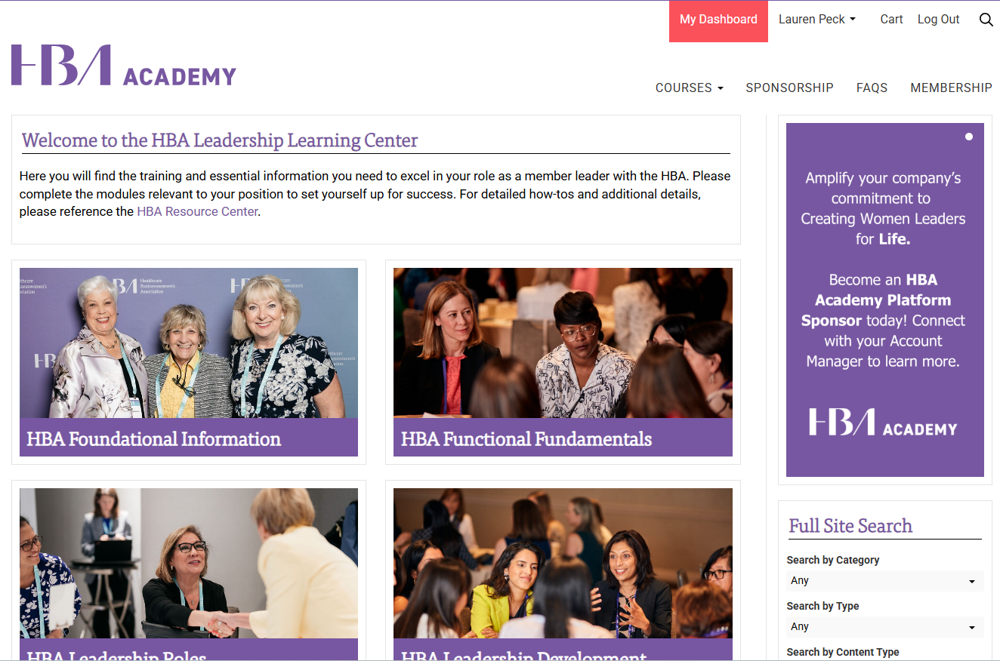 My Dashboard
Lauren Peck
Cart
Log Out
HBA ACADEMY
COURSES
SPONSORSHIP
FAQS
MEMBERSHIP
Welcome to the HBA Leadership Learning Center
Here you will find the training and essential information you need to excel in your role as a member leader with the HBA. Please
complete the modules relevant to your position to set yourself up for success. For detailed how-tos and additional details,
please reference the HBA Resource Center.
Amplify your company's
commitment to
Creating Women Leaders
for Life.
Become an HBA
Academy Platform
Sponsor today! Connect
with your Account
Manager to learn more.
HBA ACADEMY
HBA
Healthcare
Businesswomen's
Association
HBA Foundational Information
HBA Functional Fundamentals
HBA Leadership Roles
HBA Leadership Development
Full Site Search
Search by Category
Any
Search by Type
Any
Search by Content Type